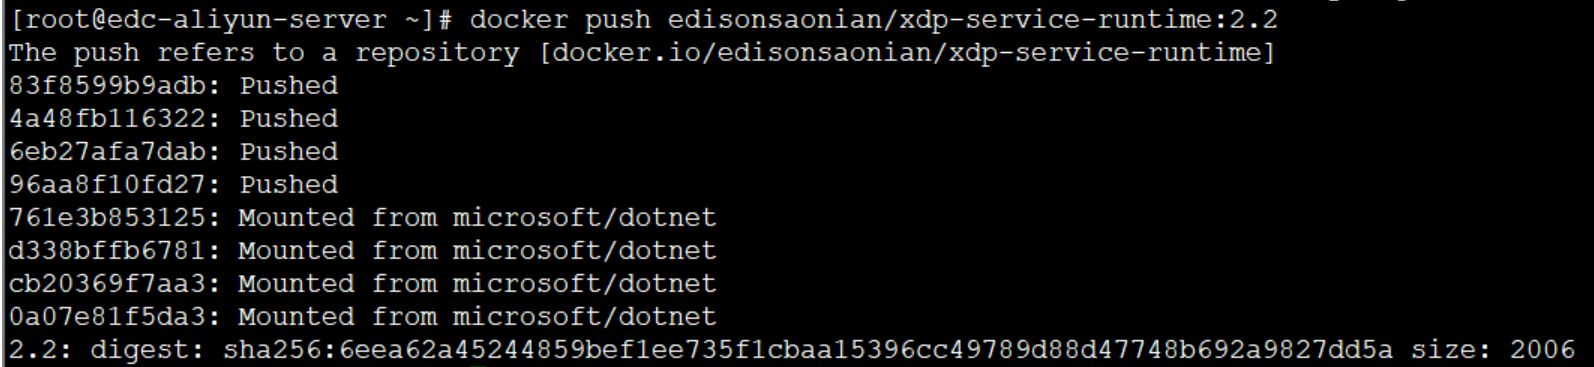 [root@edc-aliyun-server ~]# docker push edisonsaonian/xdp-service-runtime:2.2
The push refers to a repository [docker.io/edisonsaonian/xdp-service-runtime]
83f8599b9adb: Pushed
4a48fb116322: Pushed
6eb27afa7dab: Pushed
96aa8f10fd27: Pushed
761e3b853125: Mounted from microsoft/dotnet
d338bffb6781: Mounted from microsoft/dotnet
cb20369f7aa3: Mounted from microsoft/dotnet
0a07e81f5da3: Mounted from microsoft/dotnet
2.2: digest: sha256:6eea62a45244859bef1ee735f1cbaa15396cc49789d88d47748b692a9827dd5a size: 2006